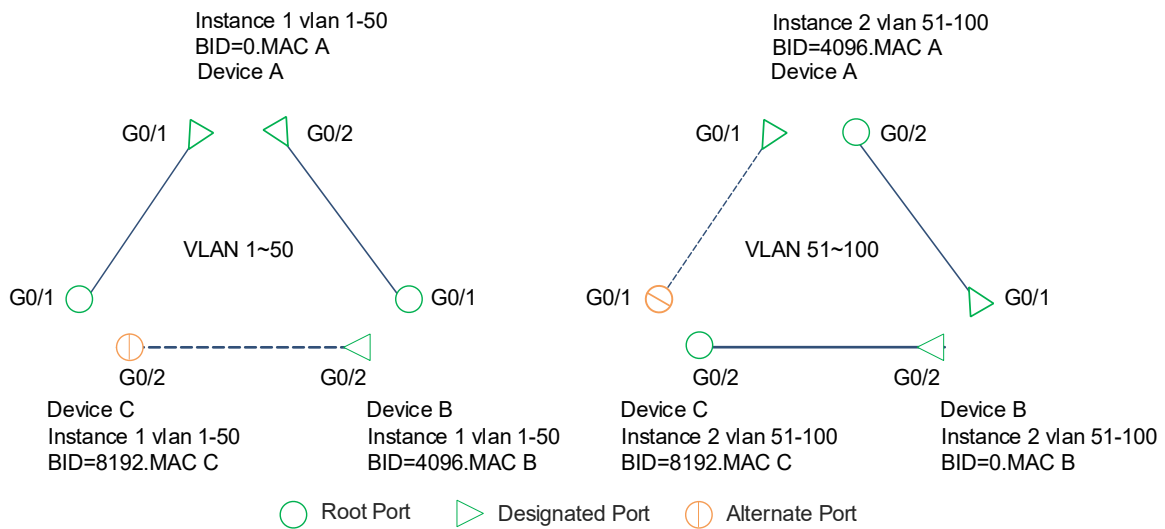 Instance 1 vlan 1-50
BID=0.MAC A
Device A
G0/1
G0/2
VLAN 1~50
G0/1
G0/1
G0/2
G0/2
Device C
Instance 1 vlan 1-50
BID=8192.MAC C
Device B
Instance 1 vlan 1-50
BID=4096.MAC B
Instance 2 vlan 51-100
BID=4096.MAC A
Device A
G0/1
G0/2
VLAN 51~100
G0/1
G0/1
G0/2
G0/2
Device C
Instance 2 vlan 51-100
BID=8192.MAC C
Device B
Instance 2 vlan 51-100
BID=0.MAC B
Root Port
Designated Port
Alternate Port